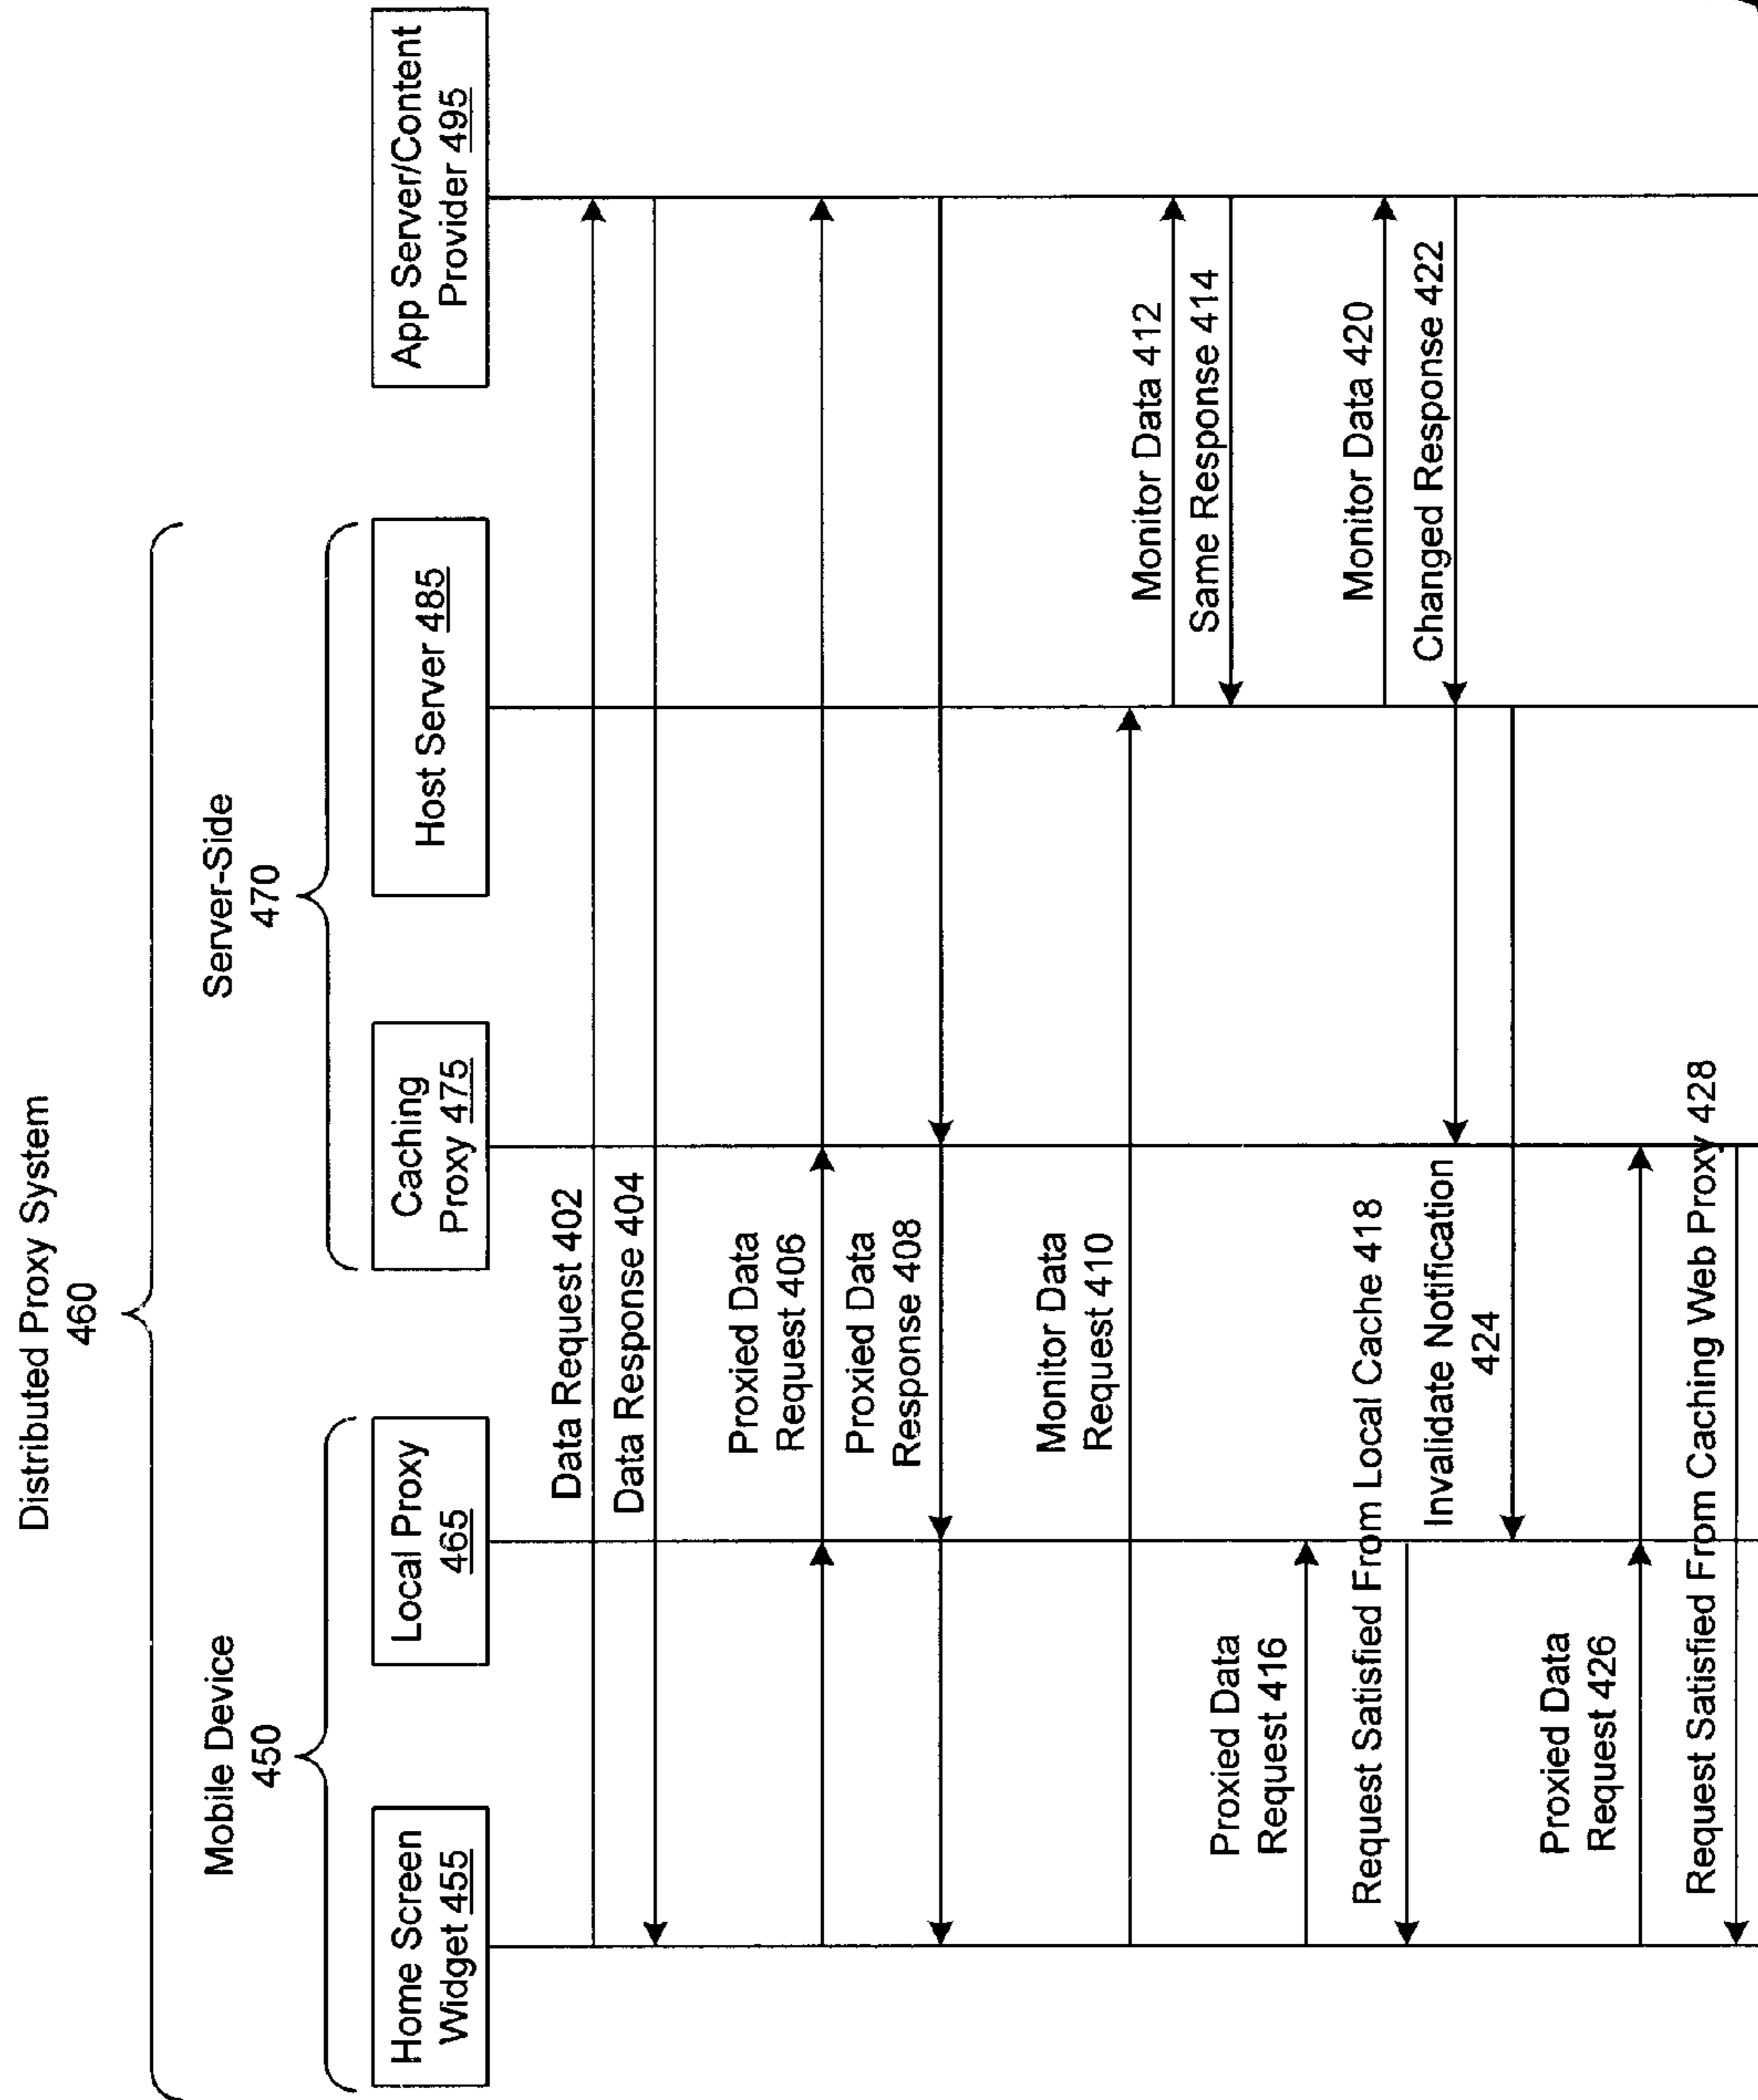 Distributed Proxy System
460
Mobile Device
450
Server-Side
470
Home Screen
Widget 455
Local Proxy
465
Caching
Proxy 475
Host Server 485
App Server/Content
Provider 495
Data Request 402
Data Response 404
Proxied Data
Request 406
Proxied Data
Response 408
Monitor Data
Request 410
Monitor Data 412
Same Response 414
Proxied Data
Request 416
Request Satisfied From Local Cache 418
Monitor Data 420
Changed Response 422
Invalidate Notification
424
Proxied Data
Request 426
Request Satisfied From Caching Web Proxy 428